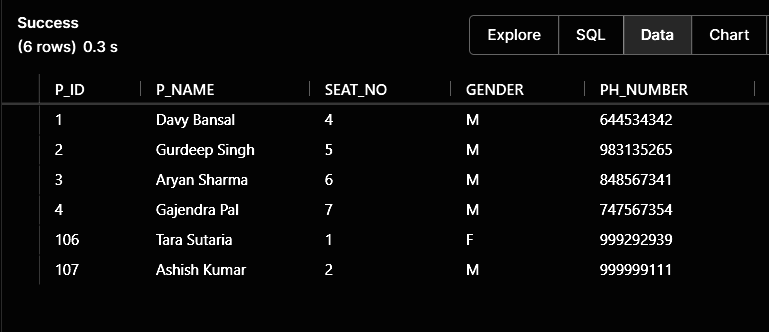 Success
(6 rows) 0.3 s
Explore SQL Data Chart
P_ID P_NAME SEAT_NO GENDER PH_NUMBER
1 Davy Bansal 4 M 644534342
2 Gurdeep Singh 5 M 983135265
3 Aryan Sharma 6 M 848567341
4 Gajendra Pal 7 M 747567354
106 Tara Sutaria 1 F 999292939
107 Ashish Kumar 2 M 999999111